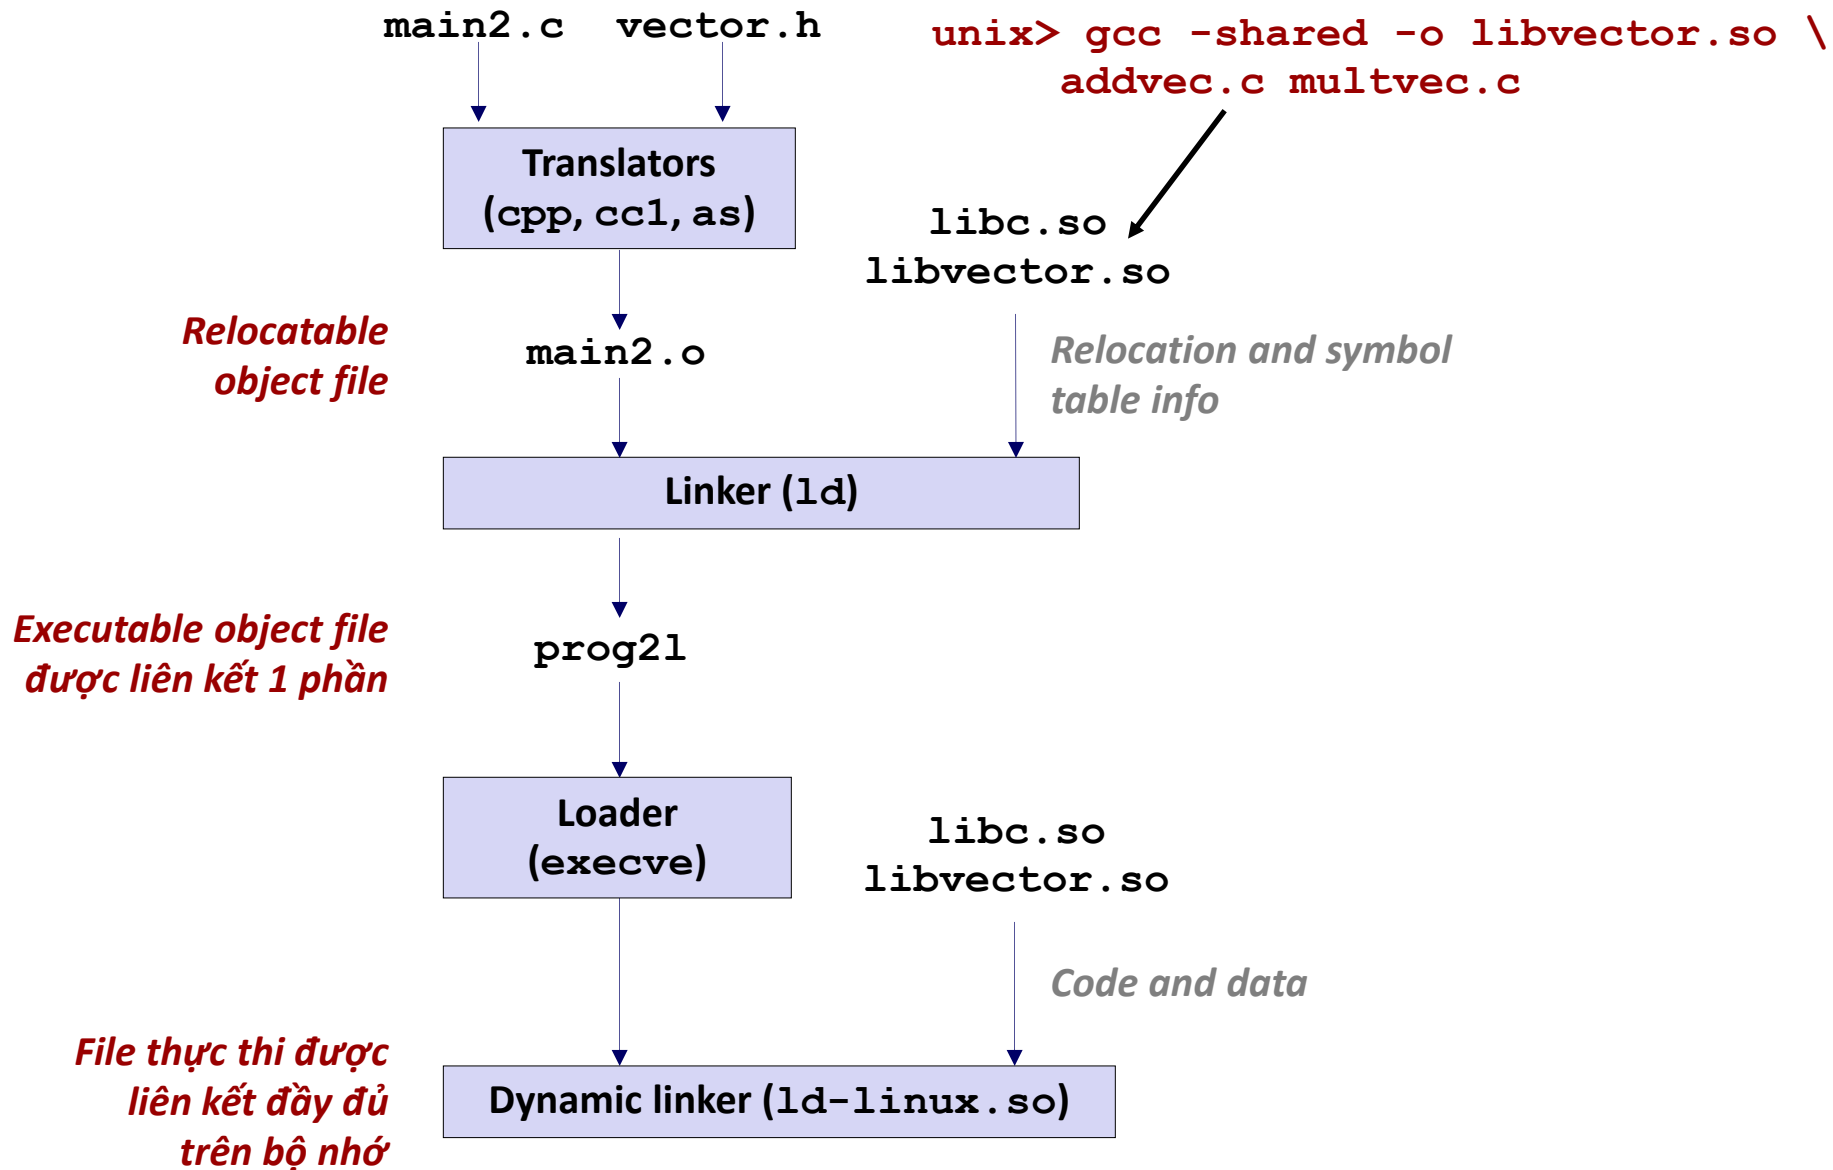 main2.c vector.h
unix> gcc -shared -o libvector.so \
addvec.c multvec.c
Translators
(cpp, cc1, as)
libc.so
libvector.so
Relocatable
object file
main2.o
Relocation and symbol
table info
Linker (ld)
Executable object file
được liên kết 1 phần
prog2l
Loader
(execve)
libc.so
libvector.so
Code and data
File thực thi được
liên kết đầy đủ
trên bộ nhớ
Dynamic linker (ld-linux.so)